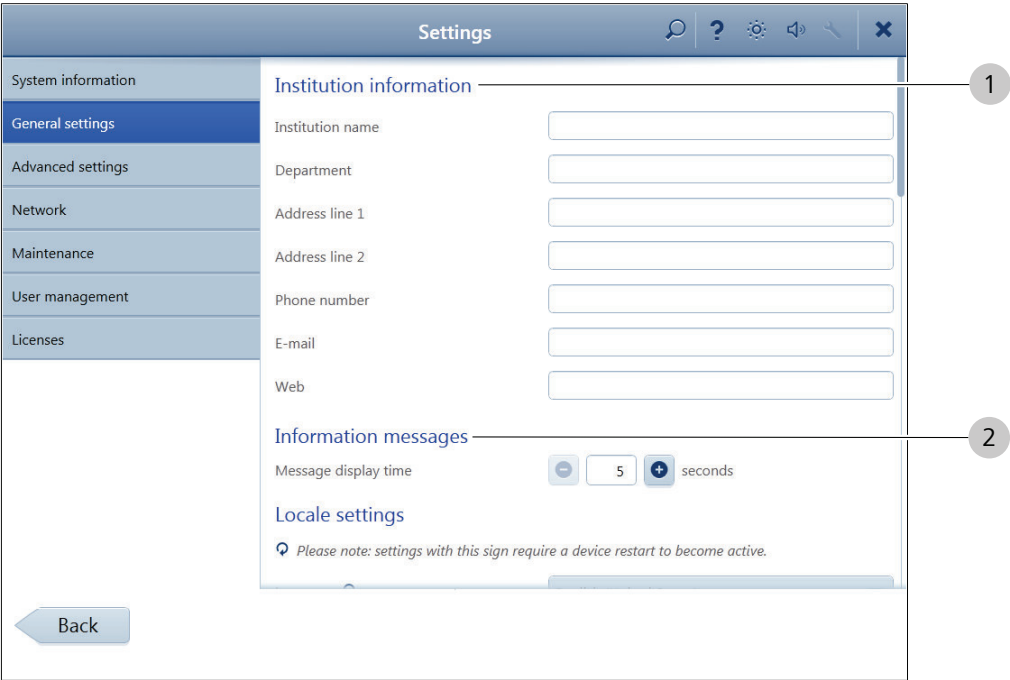 Settings
?
System information
General settings
Advanced settings
Network
Maintenance
User management
Licenses
Institution information
1
Institution name
Department
Address line 1
Address line 2
Phone number
E-mail
Web
Information messages
2
Message display time 5 seconds
Locale settings
Please note: settings with this sign require a device restart to become active.
Back